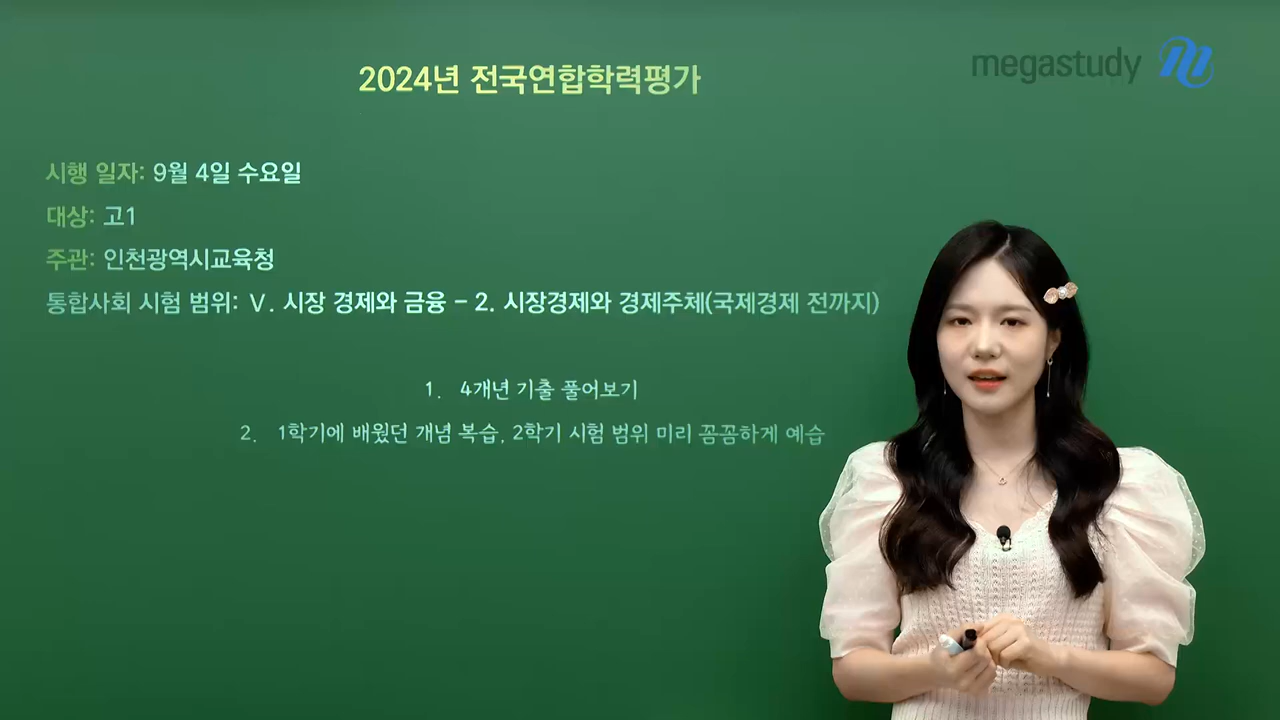 megastudy
2024년 전국연합학력평가
시행 일자: 9월 4일 수요일
대상: 고1
주관: 인천광역시교육청
통합사회 시험 범위: Ⅴ. 시장 경제와 금융 – 2. 시장경제와 경제주체(국제경제 전까지)
1. 4개년 기출 풀어보기
2. 1학기에 배웠던 개념 복습, 2학기 시험 범위 미리 꼼꼼하게 예습